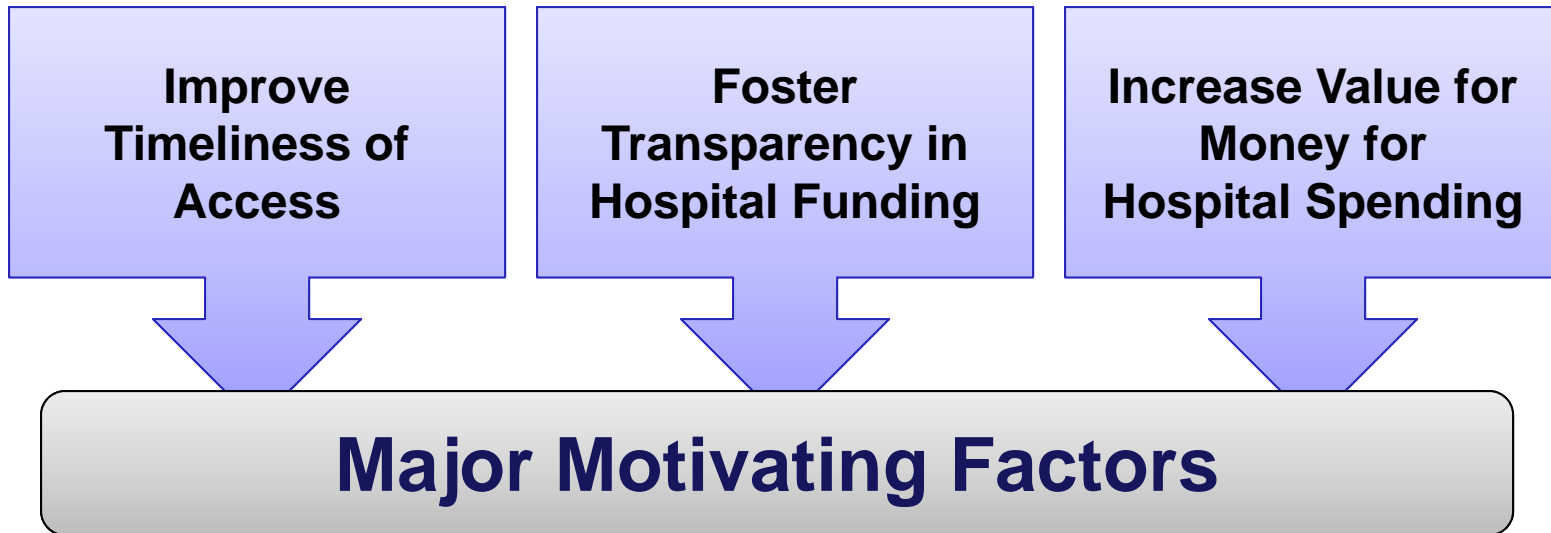 Improve
Timeliness of
Access
Foster
Transparency in
Hospital Funding
Increase Value for
Money for
Hospital Spending
Major Motivating Factors